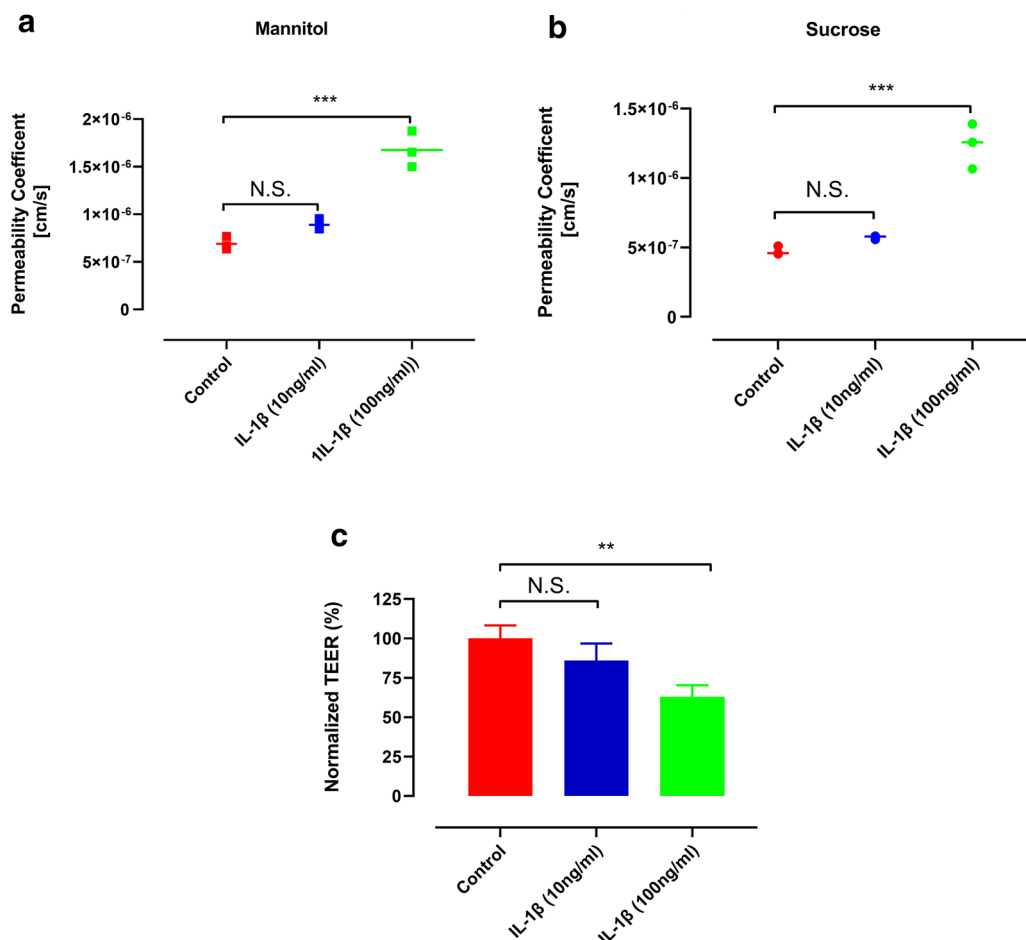 a
Mannitol
Permeability Coefficent
[cm/s]
2×10⁻⁶
1.5×10⁻⁶
1×10⁻⁶
5×10⁻⁷
0
***
N.S.
Control
IL-1β (10ng/ml)
1IL-1β (100ng/ml))
b
Sucrose
Permeability Coefficent
[cm/s]
1.5×10⁻⁶
1×10⁻⁶
5×10⁻⁷
0
***
N.S.
Control
IL-1β (10ng/ml)
IL-1β (100ng/ml)
c
Normalized TEER (%)
125
100
75
50
25
0
**
N.S.
Control
IL-1β (10ng/ml)
IL-1β (100ng/ml)